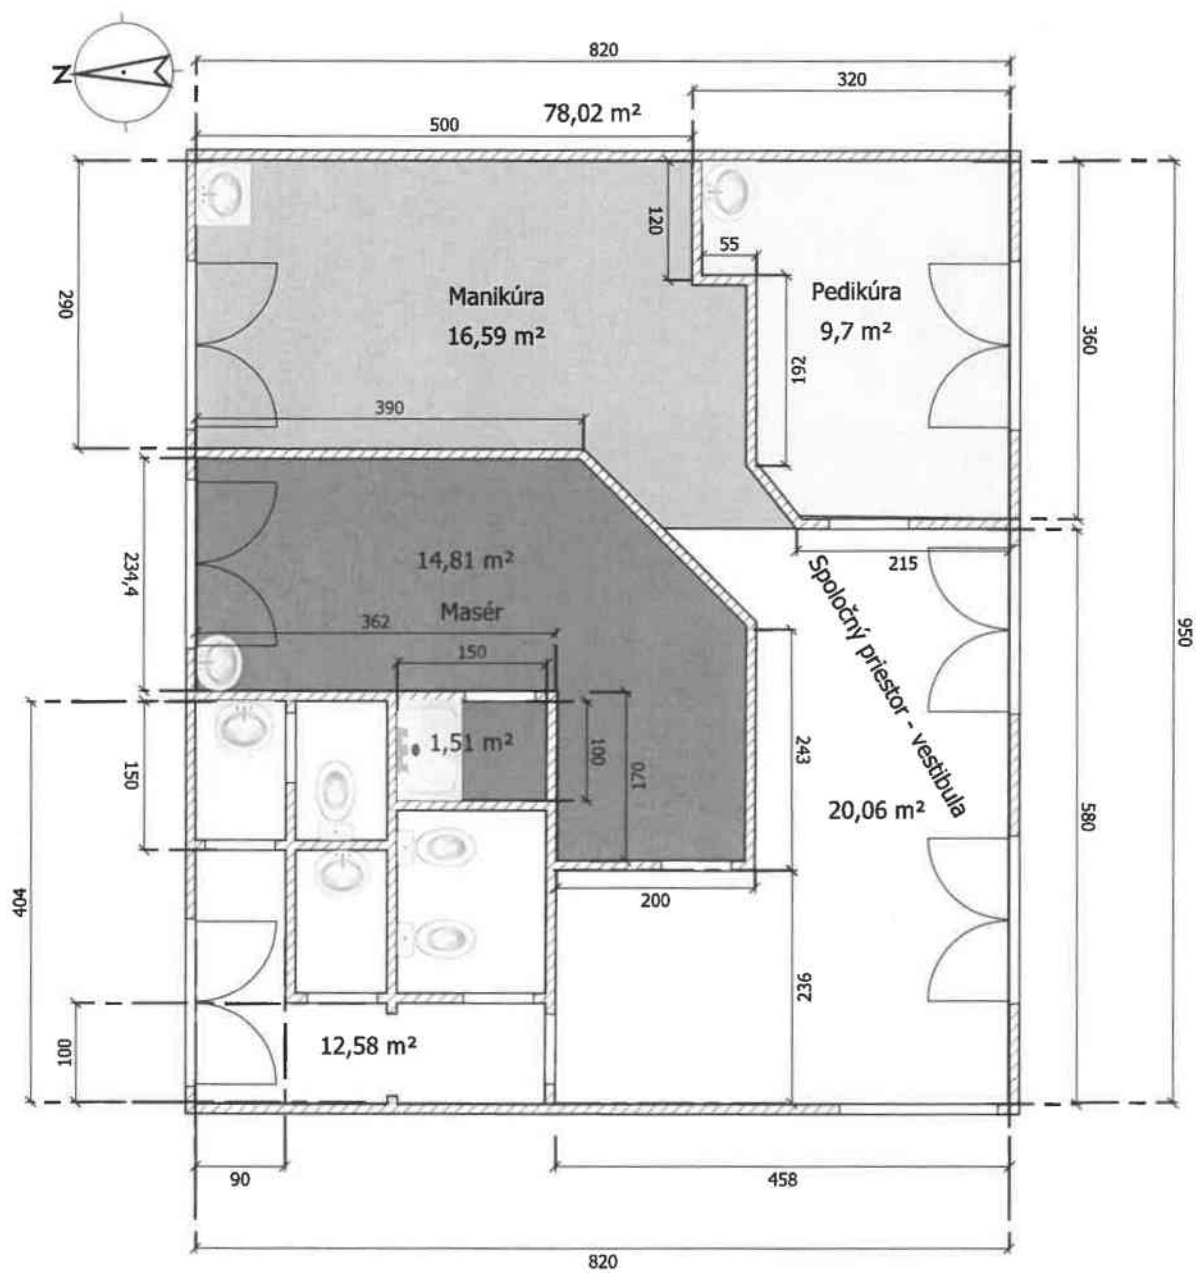 N
820
320
78,02 m²
500
120
55
Manikúra
16,59 m²
Pedikúra
9,7 m²
290
192
360
390
234,4
14,81 m²
Masér
362
150
215
Spoločný priestor - vestibula
950
1,51 m²
100
170
243
150
20,06 m²
580
404
200
236
100
12,58 m²
90
458
820